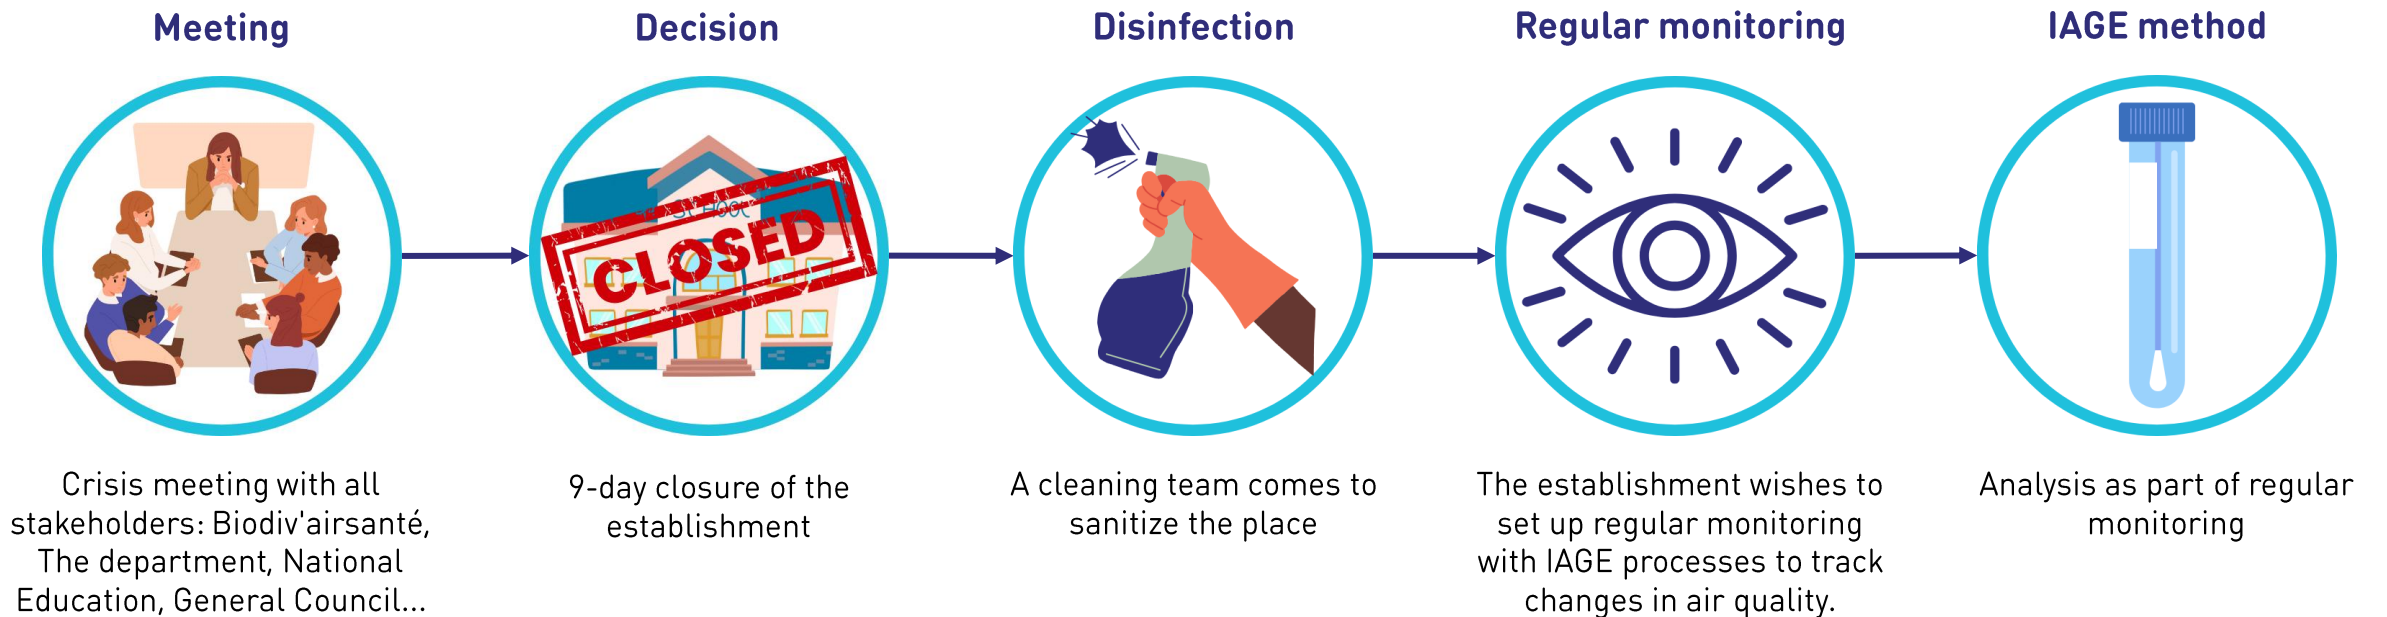 Meeting
Decision
Disinfection
Regular monitoring
IAGE method
SCHOOL
CLOSED
Crisis meeting with all
stakeholders: Biodiv'airsanté,
The department, National
Education, General Council...
9-day closure of the
establishment
A cleaning team comes to
sanitize the place
The establishment wishes to
set up regular monitoring
with IAGE processes to track
changes in air quality.
Analysis as part of regular
monitoring